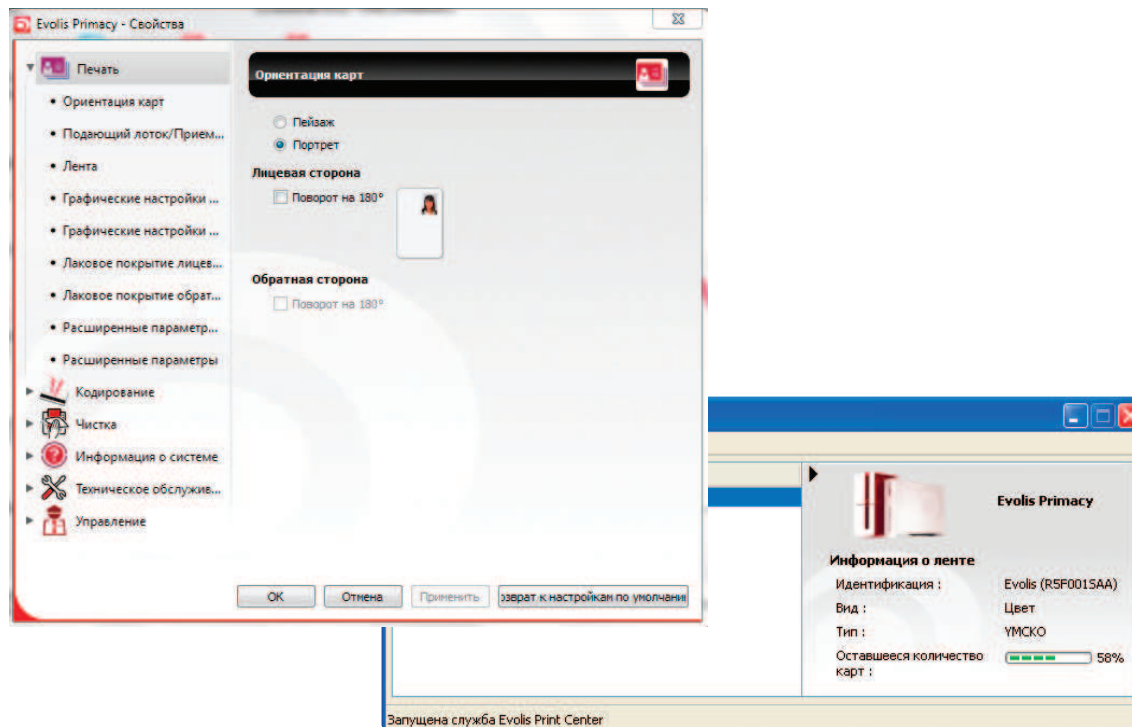 Evolis Primacy - Свойства
Печать
• Ориентация карт
• Подающий лоток/Прием...
• Лента
• Графические настройки ...
• Графические настройки ...
• Лаковое покрытие лицев...
• Лаковое покрытие обрат...
• Расширенные параметр...
• Расширенные параметры
Кодирование
Чистка
Информация о системе
Техническое обслужив...
Управление
Ориентация карт
Пейзаж
Портрет
Лицевая сторона
Поворот на 180°
Обратная сторона
Поворот на 180°
ОК
Отмена
Применить
озврат к настройкам по умолчани
Evolis Primacy
Информация о ленте
Идентификация : Evolis (R5F001SAA)
Вид : Цвет
Тип : YMCKO
Оставшееся количество 58%
карт :
Запущена служба Evolis Print Center